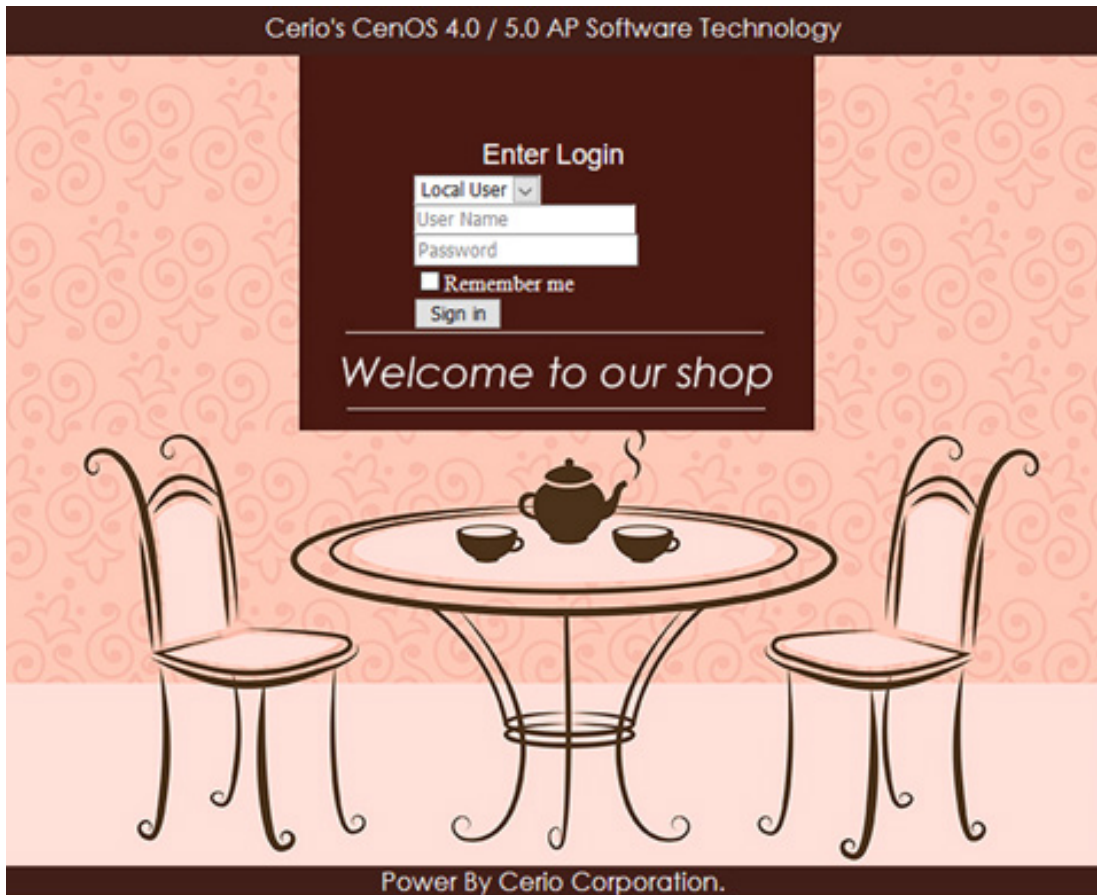 Cerio's CenOS 4.0 / 5.0 AP Software Technology
Enter Login
Local User
User Name
Password
Remember me
Sign in
Welcome to our shop
Power By Cerio Corporation.